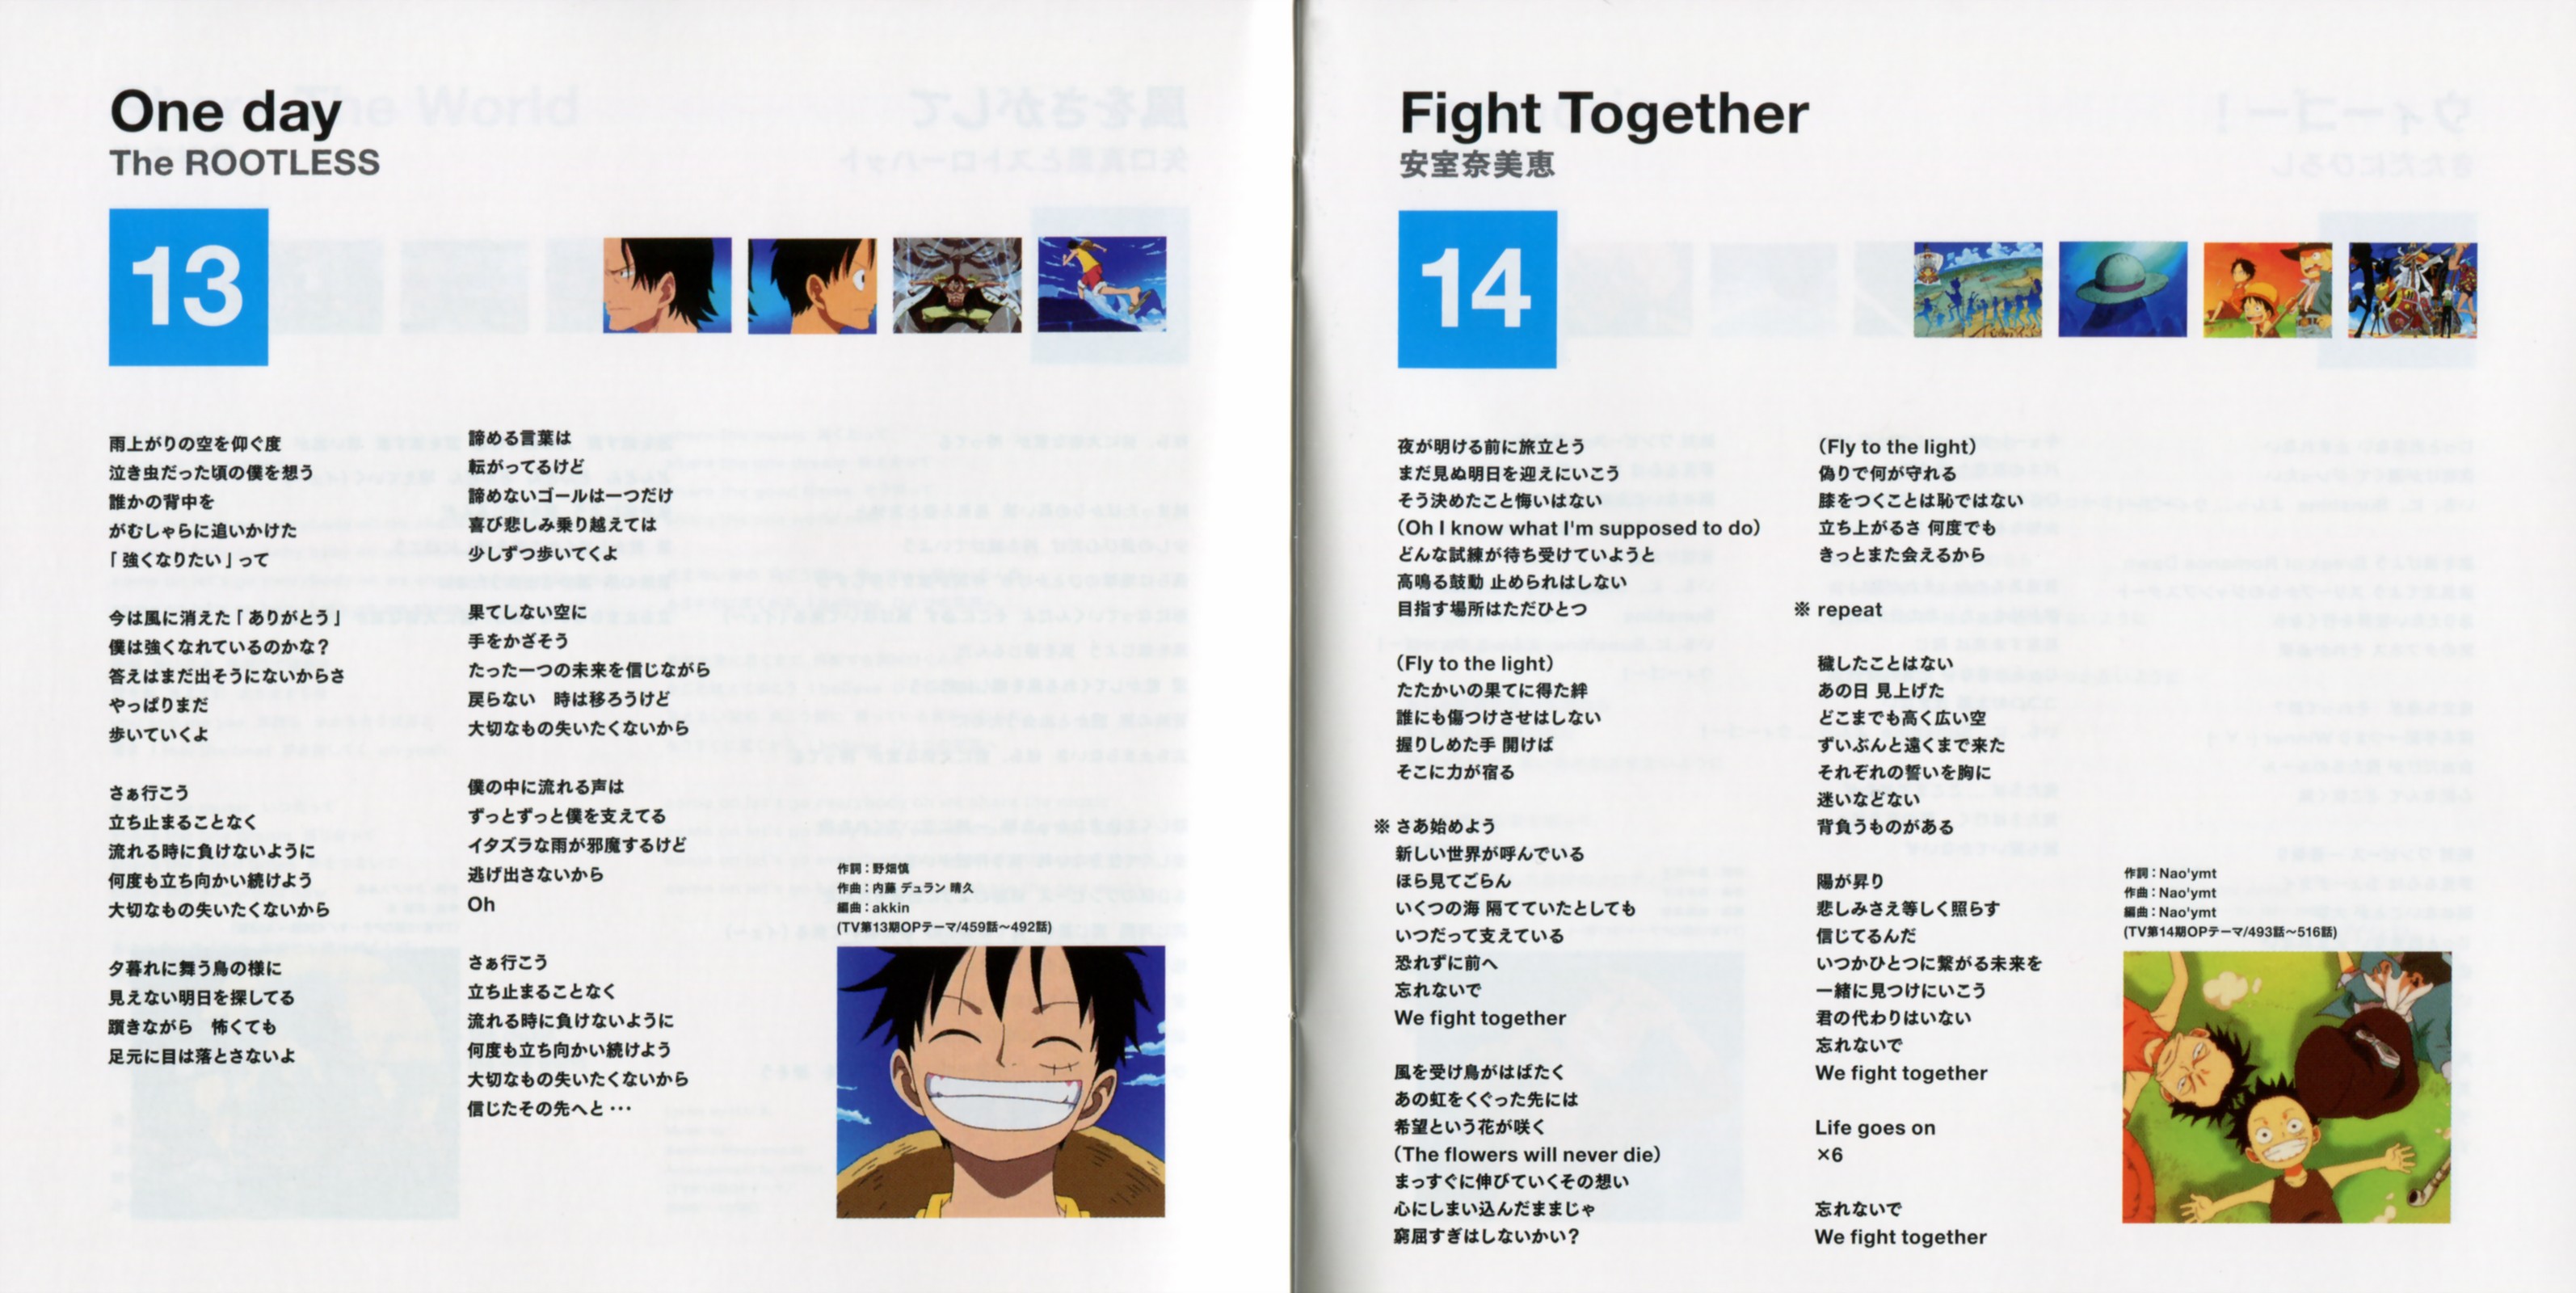 One day
The ROOTLESS
13
雨上がりの空を仰ぐ度
泣き虫だった頃の僕を想う
誰かの背中を
がむしゃらに追いかけた
「強くなりたい」って
今は風に消えた「ありがとう」
僕は強くなれているのかな？
答えはまだ出そうにないからさ
やっぱりまだ
歩いていくよ
さぁ行こう
立ち止まることなく
流れる時に負けないように
何度も立ち向かい続けよう
大切なもの失いたくないから
夕暮れに舞う鳥の様に
見えない明日を探してる
躓きながら　怖くても
足元に目は落とさないよ
諦める言葉は
転がってるけど
諦めないゴールは一つだけ
喜び悲しみ乗り越えては
少しずつ歩いてくよ
果てしない空に
手をかざそう
たった一つの未来を信じながら
戻らない　時は移ろうけど
大切なもの失いたくないから
僕の中に流れる声は
ずっとずっと僕を支えてる
イタズラな雨が邪魔するけど
逃げ出さないから
Oh
さぁ行こう
立ち止まることなく
流れる時に負けないように
何度も立ち向かい続けよう
大切なもの失いたくないから
信じたその先へと…
作詞：野畑慎
作曲：内藤 デュラン 晴久
編曲：akkin
(TV第13期OPテーマ/459話〜492話)
Fight Together
安室奈美恵
14
夜が明ける前に旅立とう
まだ見ぬ明日を迎えにいこう
そう決めたこと悔いはない
（Oh I know what I'm supposed to do）
どんな試練が待ち受けていようと
高鳴る鼓動 止められはしない
目指す場所はただひとつ
（Fly to the light）
たたかいの果てに得た絆
誰にも傷つけさせはしない
握りしめた手 開けば
そこに力が宿る
※ さあ始めよう
新しい世界が呼んでいる
ほら見てごらん
いくつの海 隔てていたとしても
いつだって支えている
恐れずに前へ
忘れないで
We fight together
風を受け鳥がはばたく
あの虹をくぐった先には
希望という花が咲く
（The flowers will never die）
まっすぐに伸びていくその想い
心にしまい込んだままじゃ
窮屈すぎはしないかい？
（Fly to the light）
偽りで何が守れる
膝をつくことは恥ではない
立ち上がるさ 何度でも
きっとまた会えるから
※ repeat
穢したことはない
あの日 見上げた
どこまでも高く広い空
ずいぶんと遠くまで来た
それぞれの誓いを胸に
迷いなどない
背負うものがある
陽が昇り
悲しみさえ等しく照らす
信じてるんだ
いつかひとつに繋がる未来を
一緒に見つけにいこう
君の代わりはいない
忘れないで
We fight together
Life goes on
×6
忘れないで
We fight together
作詞：Nao'ymt
作曲：Nao'ymt
編曲：Nao'ymt
(TV第14期OPテーマ/493話〜516話)